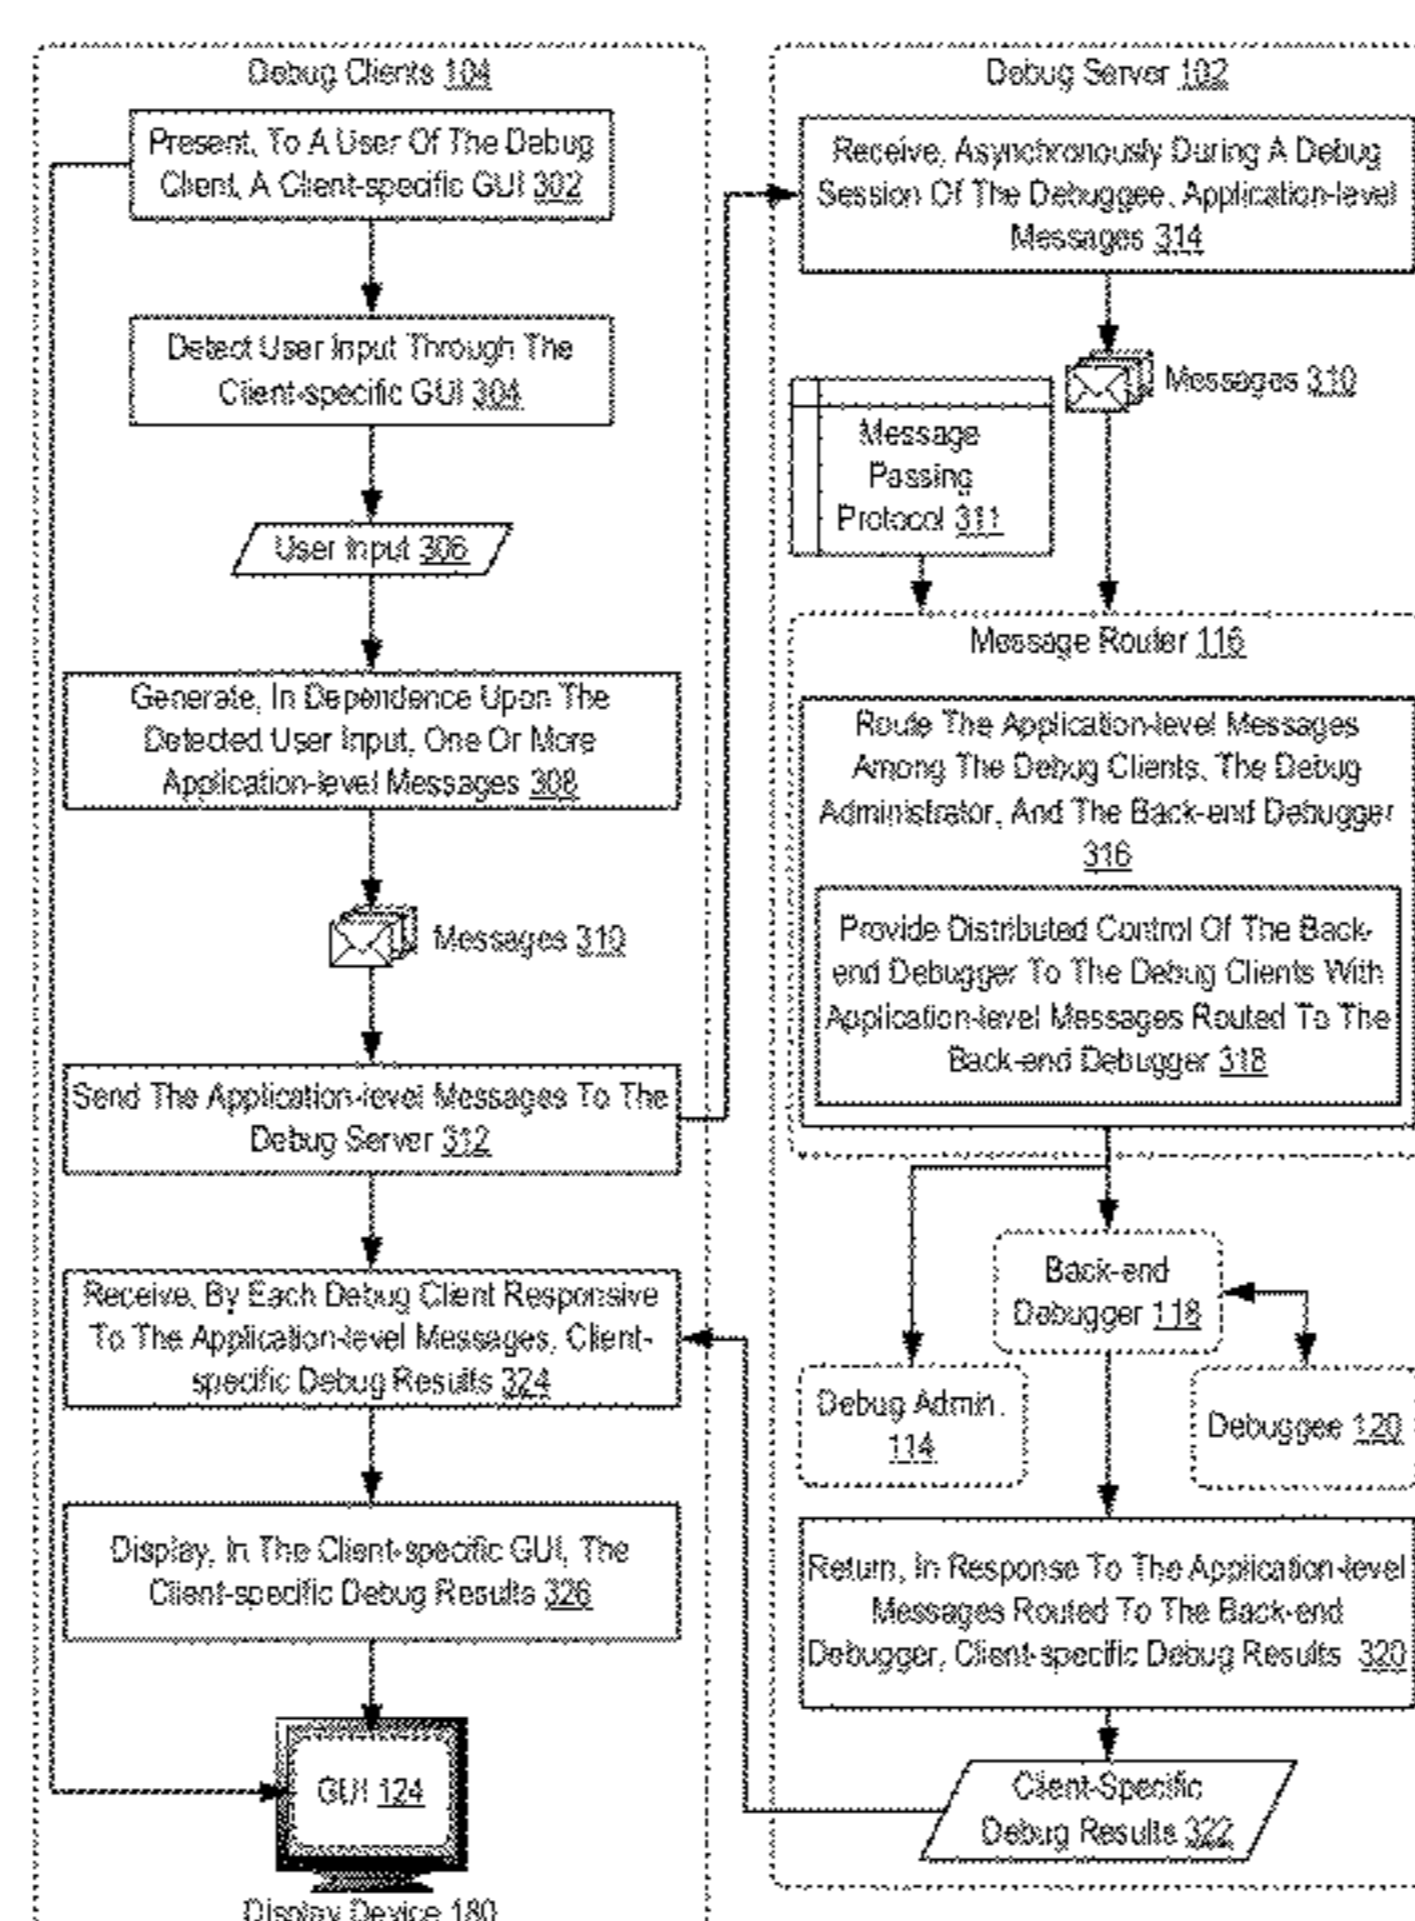 Debug Clients 104
Present, To A User Of The Debug
Client, A Client-specific GUI 302
Detect User Input Through The
Client-specific GUI 304
User Input 306
Generate, In Dependence Upon The
Detected User Input, One Or More
Application-level Messages 308
Messages 310
Send The Application-level Messages To The
Debug Server 312
Receive, By Each Debug Client Responsive
To The Application-level Messages, Client-
specific Debug Results 324
Display, In The Client-specific GUI, The
Client-specific Debug Results 326
GUI 124
Display Device 180
Debug Server 102
Receive, Asynchronously During A Debug
Session Of The Debuggee, Application-level
Messages 314
Messages 310
Message
Passing
Protocol 311
Message Router 116
Route The Application-level Messages
Among The Debug Clients, The Debug
Administrator, And The Back-end Debugger
316
Provide Distributed Control Of The Back-
end Debugger To The Debug Clients With
Application-level Messages Routed To The
Back-end Debugger 318
Back-end
Debugger 118
Debug Admin.
114
Debuggee 120
Return, In Response To The Application-level
Messages Routed To The Back-end
Debugger, Client-specific Debug Results 320
Client-Specific
Debug Results 322